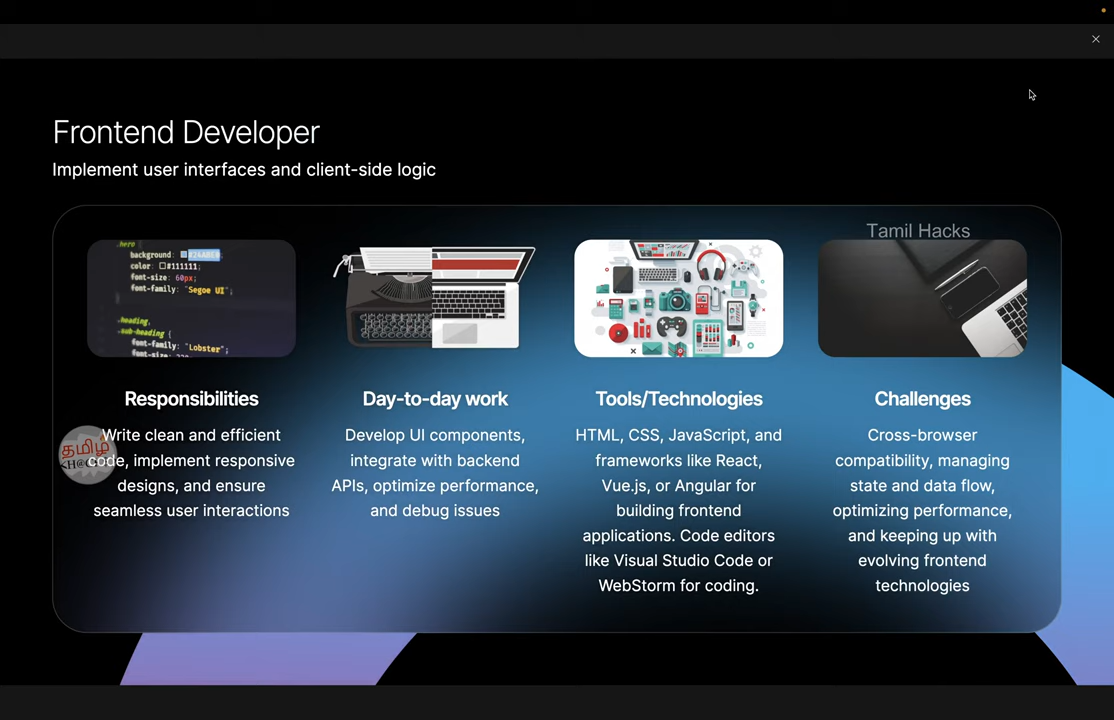 Frontend Developer
Implement user interfaces and client-side logic
Tamil Hacks
.hero
background: #24ABE0;
color: #111111;
font-size: 60px;
font-family: "Segoe UI";
.heading,
.sub-heading {
font-family: "Lobster";
Responsibilities
Write clean and efficient
code, implement responsive
designs, and ensure
seamless user interactions
தமிழ்
Day-to-day work
Develop UI components,
integrate with backend
APIs, optimize performance,
and debug issues
Tools/Technologies
HTML, CSS, JavaScript, and
frameworks like React,
Vue.js, or Angular for
building frontend
applications. Code editors
like Visual Studio Code or
WebStorm for coding.
Challenges
Cross-browser
compatibility, managing
state and data flow,
optimizing performance,
and keeping up with
evolving frontend
technologies